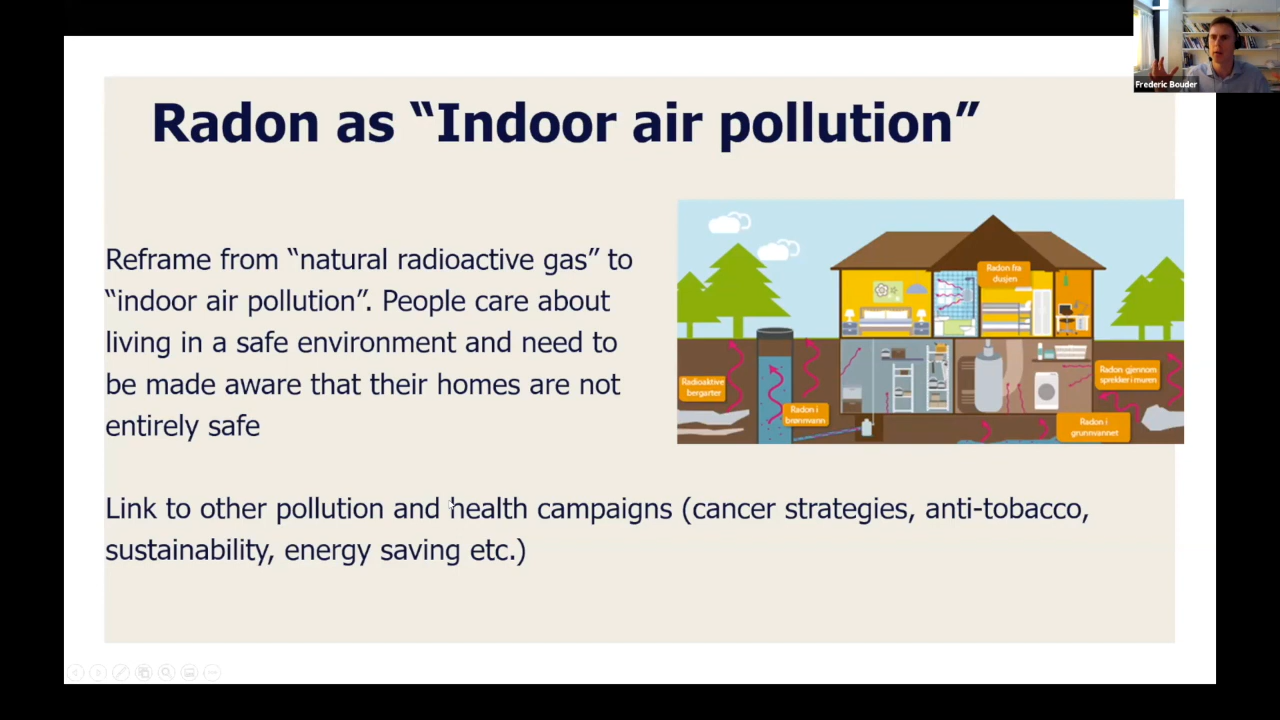 Frederic Bouder
Radon as “Indoor air pollution”
Reframe from “natural radioactive gas” to
“indoor air pollution”. People care about
living in a safe environment and need to
be made aware that their homes are not
entirely safe
Radon fra
dusjen
Radioaktive
bergarter
Radon i
brønnvann
Radon gjennom
sprekker i muren
Radon i
grunnvannet
Link to other pollution and health campaigns (cancer strategies, anti-tobacco,
sustainability, energy saving etc.)